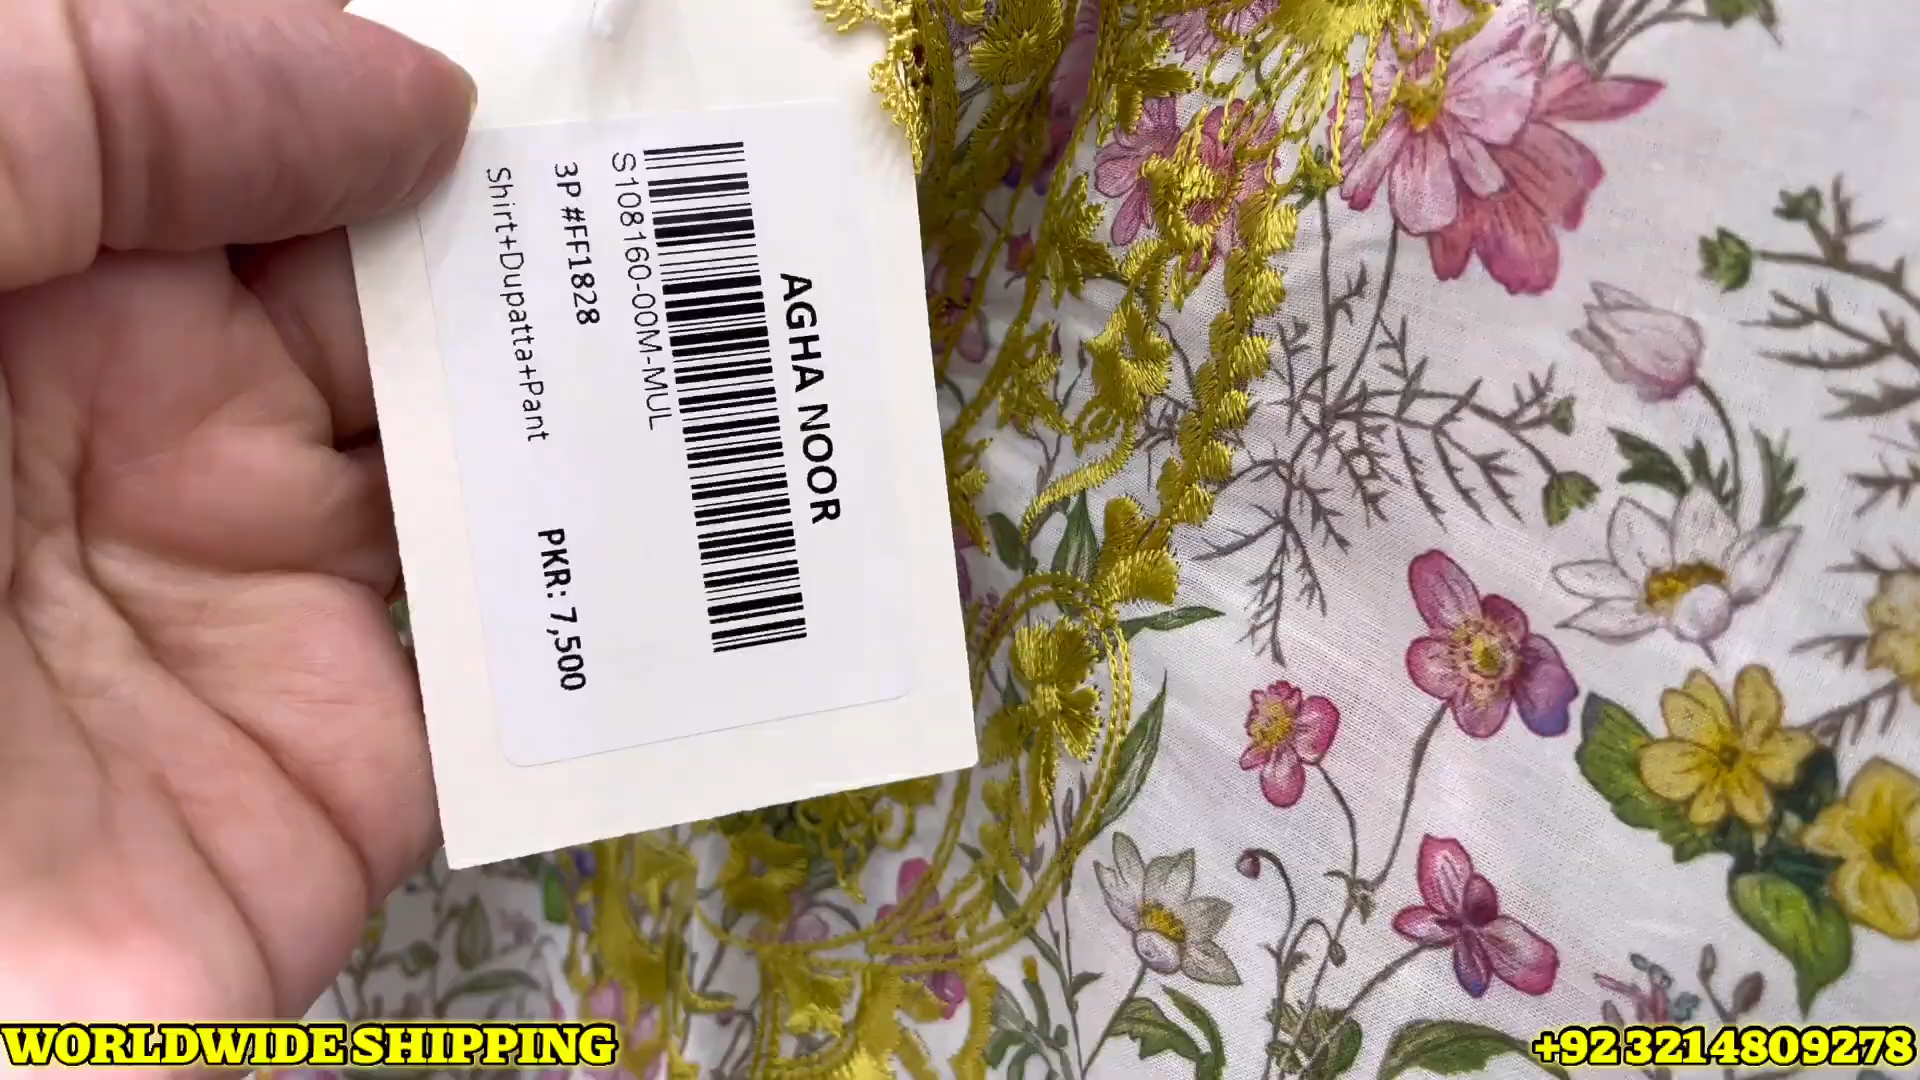 AGHA NOOR
S108160-00M-MUL
3P #FF1828
Shirt+Dupatta+Pant
PKR: 7,500
WORLDWIDE SHIPPING
+92 3214809278